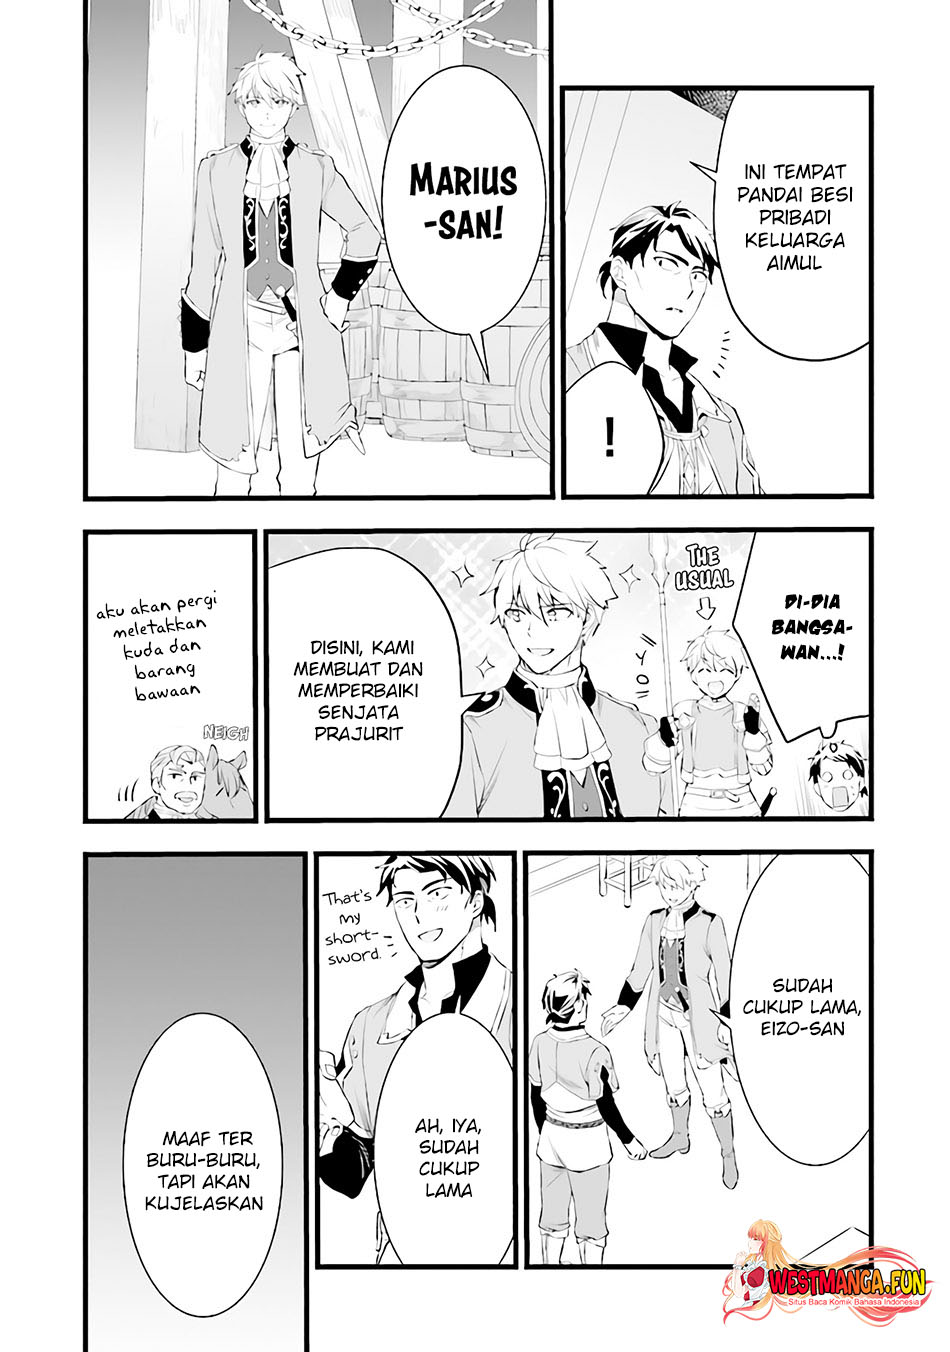 INI TEMPAT
PANDAI BESI
PRIBADI
KELUARGA
AIMUL
!
MARIUS
-SAN!
DI-DIA
BANGSA-
WAN...!
THE
USUAL
YO!
DISINI, KAMI
MEMBUAT DAN
MEMPERBAIKI
SENJATA
PRAJURIT
aku akan pergi
meletakkan
kuda dan
barang
bawaan
NEIGH
SUDAH
CUKUP LAMA,
EIZO-SAN
That's
my
short-
sword.
AH, IYA,
SUDAH
CUKUP
LAMA
MAAF TER
BURU-BURU,
TAPI AKAN
KUJELASKAN
WESTMANGA.FUN
Situs Baca Komik Bahasa Indonesia